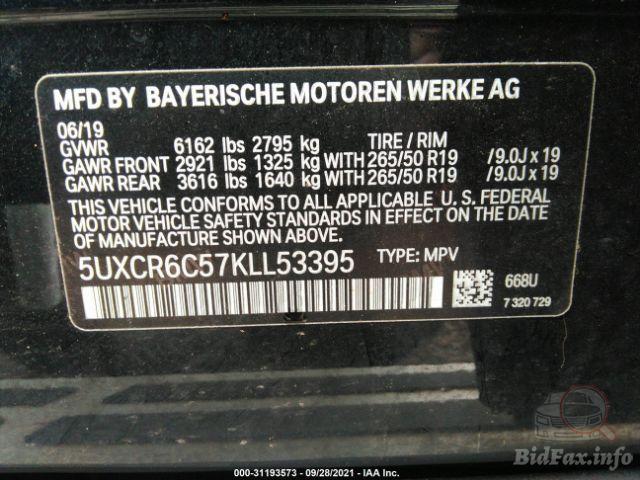 MFD BY BAYERISCHE MOTOREN WERKE AG
06/19
GVWR 6162 lbs 2795 kg TIRE / RIM
GAWR FRONT 2921 lbs 1325 kg WITH 265/50 R19 /9.0J x 19
GAWR REAR 3616 lbs 1640 kg WITH 265/50 R19 /9.0J x 19
THIS VEHICLE CONFORMS TO ALL APPLICABLE U. S. FEDERAL
MOTOR VEHICLE SAFETY STANDARDS IN EFFECT ON THE DATE
OF MANUFACTURE SHOWN ABOVE.
5UXCR6C57KLL53395 TYPE: MPV
668U
7 320 729
BidFax.info
000-31193573 - 09/28/2021 - IAA Inc.